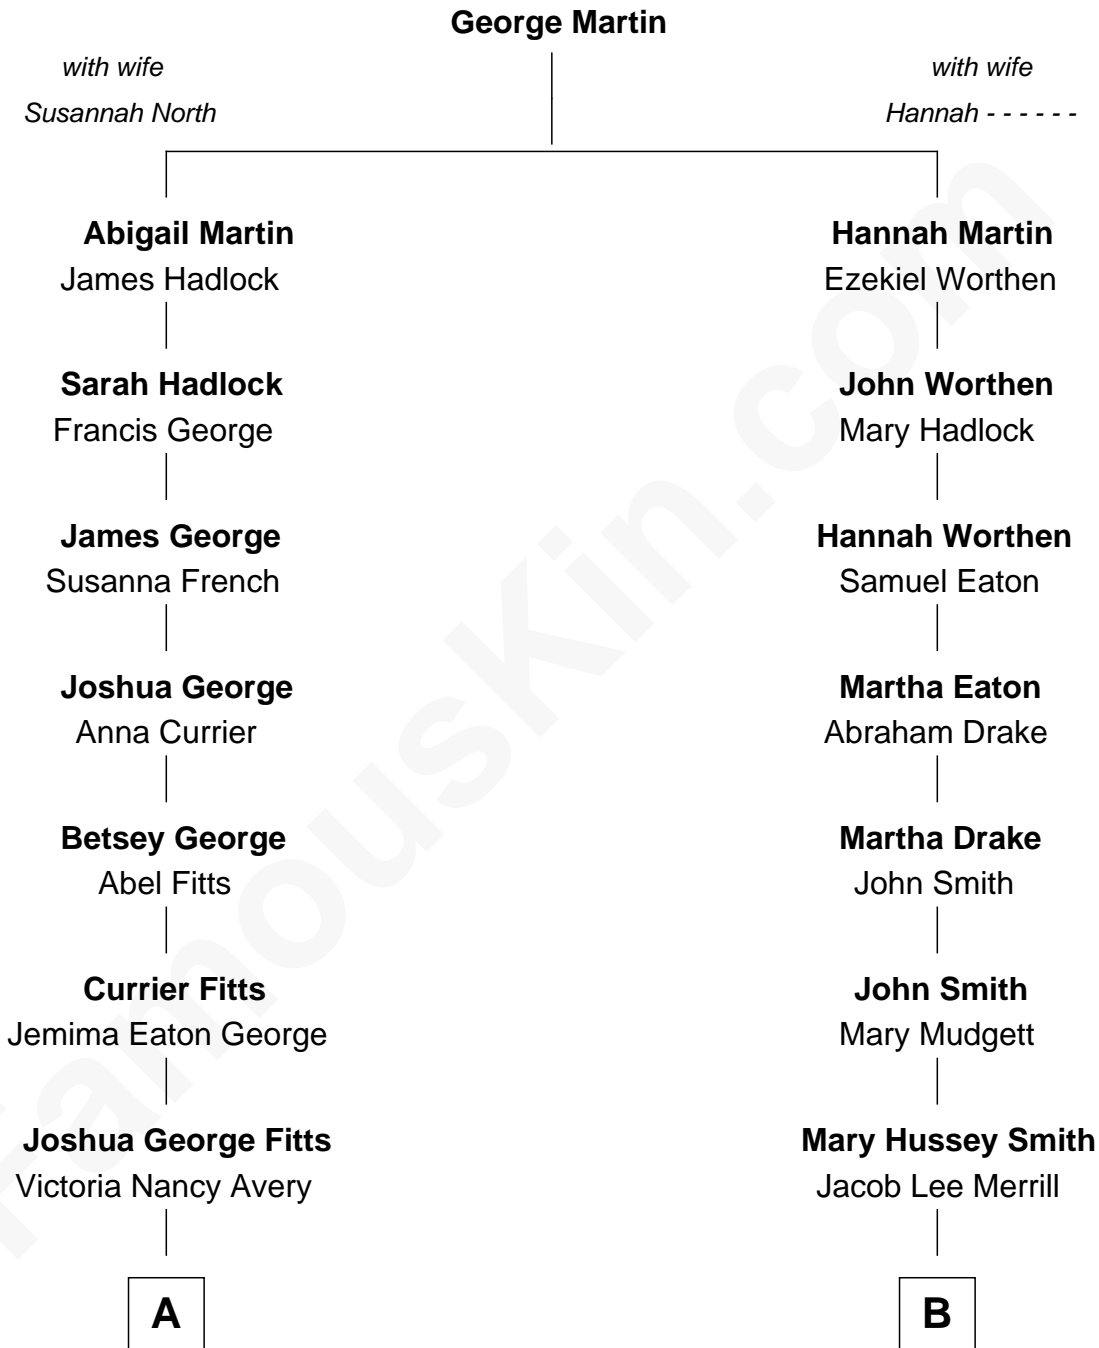 George Martin
with wife
Susannah North
with wife
Hannah - - - - - -
Abigail Martin
James Hadlock
Hannah Martin
Ezekiel Worthen
Sarah Hadlock
Francis George
John Worthen
Mary Hadlock
James George
Susanna French
Hannah Worthen
Samuel Eaton
Joshua George
Anna Currier
Martha Eaton
Abraham Drake
Betsey George
Abel Fitts
Martha Drake
John Smith
Currier Fitts
Jemima Eaton George
John Smith
Mary Mudgett
Joshua George Fitts
Victoria Nancy Avery
Mary Hussey Smith
Jacob Lee Merrill
A
B
FamousKin.com